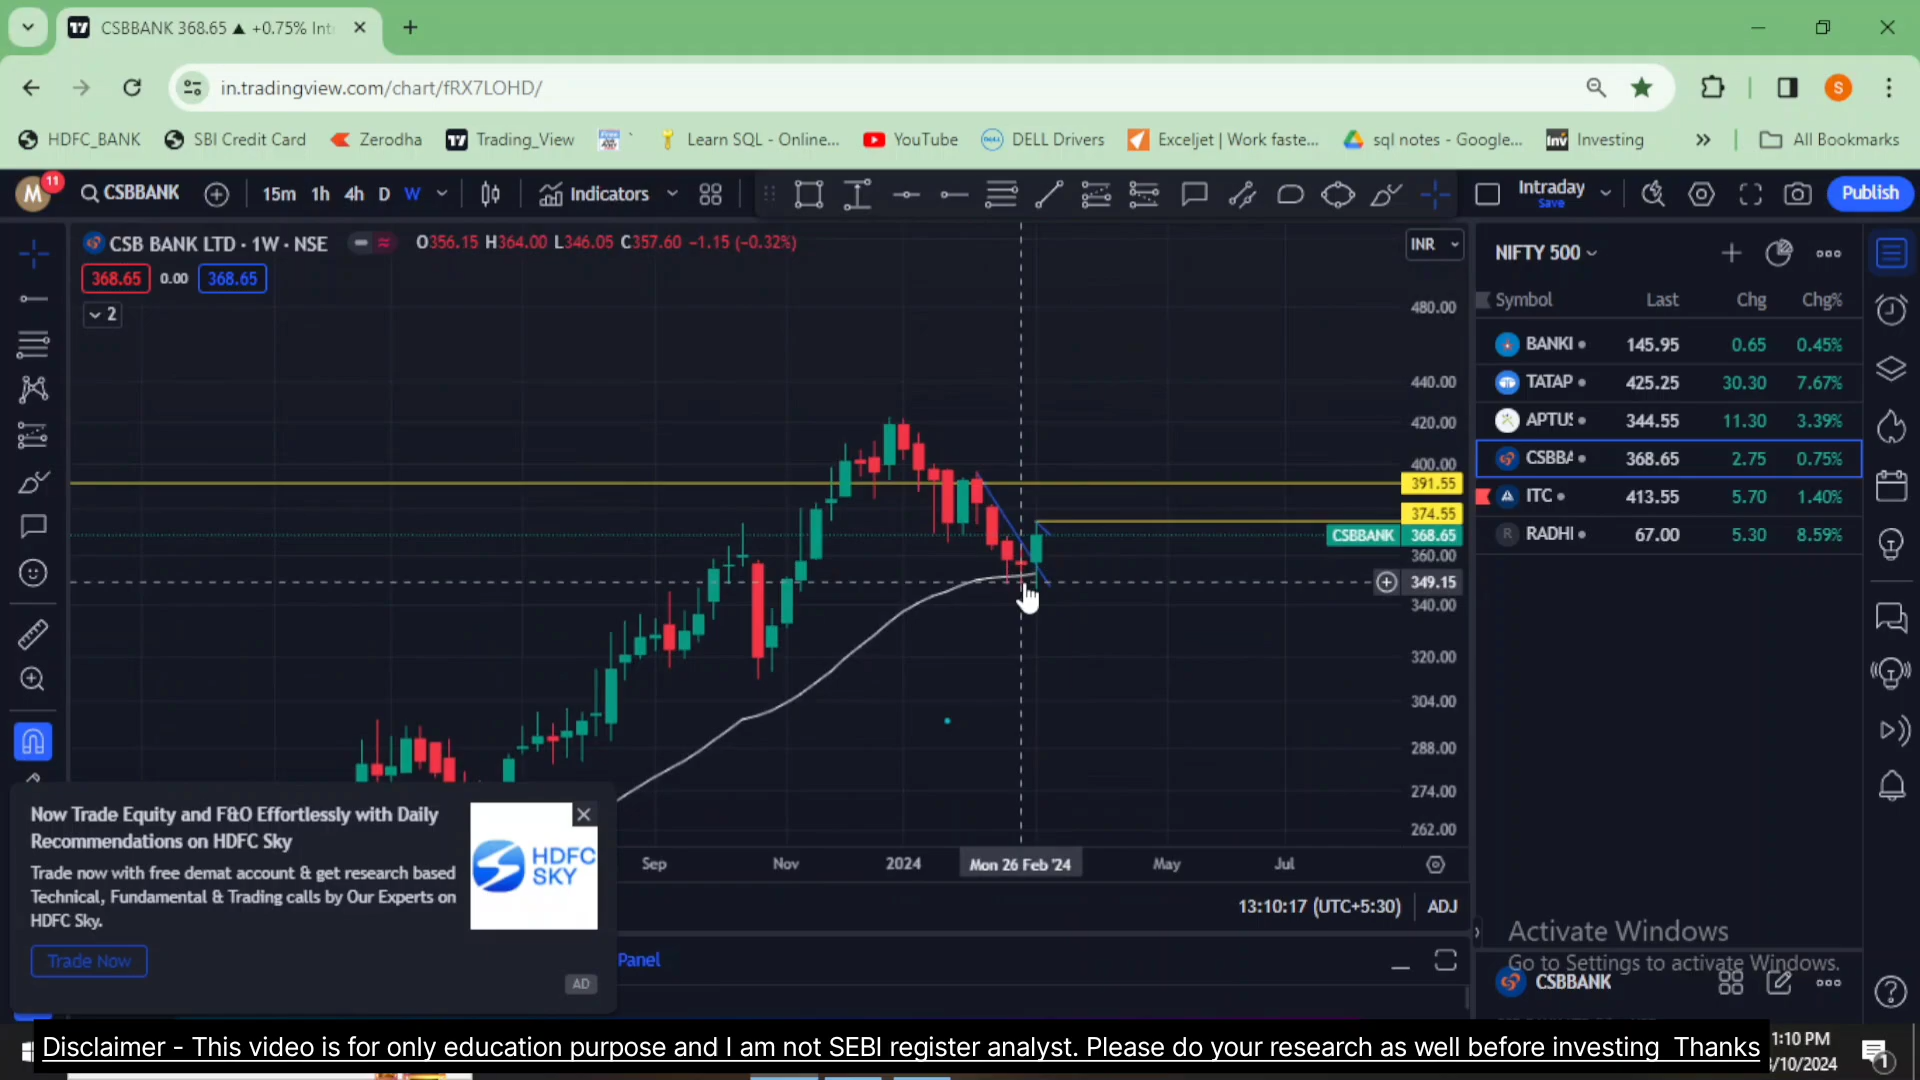 CSBBANK 368.65 ▲ +0.75% Int
in.tradingview.com/chart/fRX7LOHD/
HDFC_BANK SBI Credit Card Zerodha Trading_View Learn SQL - Online... YouTube DELL Drivers Exceljet | Work faste... sql notes - Google... Investing All Bookmarks
M 11 CSBBANK 15m 1h 4h D W Indicators Intraday Save Publish
CSB BANK LTD · 1W · NSE O356.15 H364.00 L346.05 C357.60 −1.15 (−0.32%) INR
368.65 0.00 368.65
2
480.00
440.00
420.00
400.00
391.55
374.55
CSBBANK 368.65
360.00
349.15
340.00
320.00
304.00
288.00
274.00
262.00
Sep Nov 2024 Mon 26 Feb '24 May Jul
13:10:17 (UTC+5:30) ADJ
Panel
NIFTY 500
Symbol Last Chg Chg%
BANKI 145.95 0.65 0.45%
TATAP 425.25 30.30 7.67%
APTUS 344.55 11.30 3.39%
CSBBA 368.65 2.75 0.75%
ITC 413.55 5.70 1.40%
RADHI 67.00 5.30 8.59%
Activate Windows
Go to Settings to activate Windows.
CSBBANK
Now Trade Equity and F&O Effortlessly with Daily
Recommendations on HDFC Sky
Trade now with free demat account & get research based
Technical, Fundamental & Trading calls by Our Experts on
HDFC Sky.
HDFC
SKY
Trade Now
AD
Disclaimer - This video is for only education purpose and I am not SEBI register analyst. Please do your research as well before investing Thanks
1:10 PM
/10/2024
1